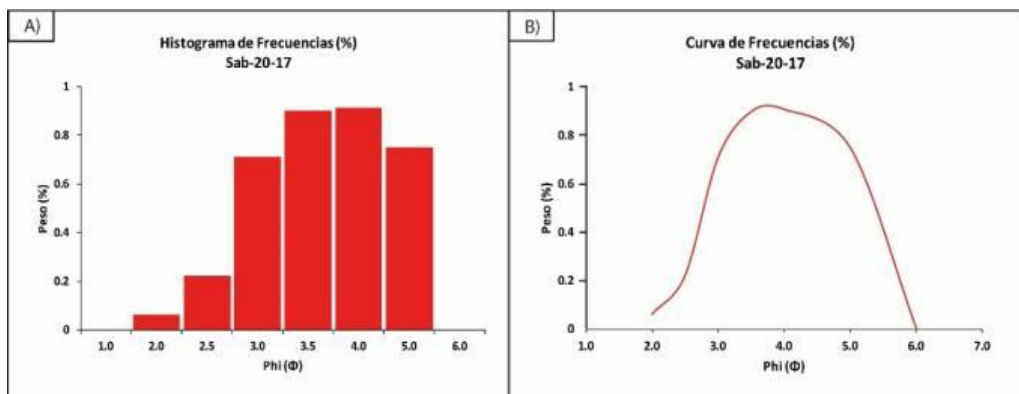 A)
Histograma de Frecuencias (%)
Sab-20-17
1
0.8
0.6
0.4
0.2
0
Peso (%)
1.0 2.0 2.5 3.0 3.5 4.0 5.0 6.0
Phi (Φ)
B)
Curva de Frecuencias (%)
Sab-20-17
1
0.8
0.6
0.4
0.2
0
Peso (%)
1.0 2.0 3.0 4.0 5.0 6.0 7.0
Phi (Φ)